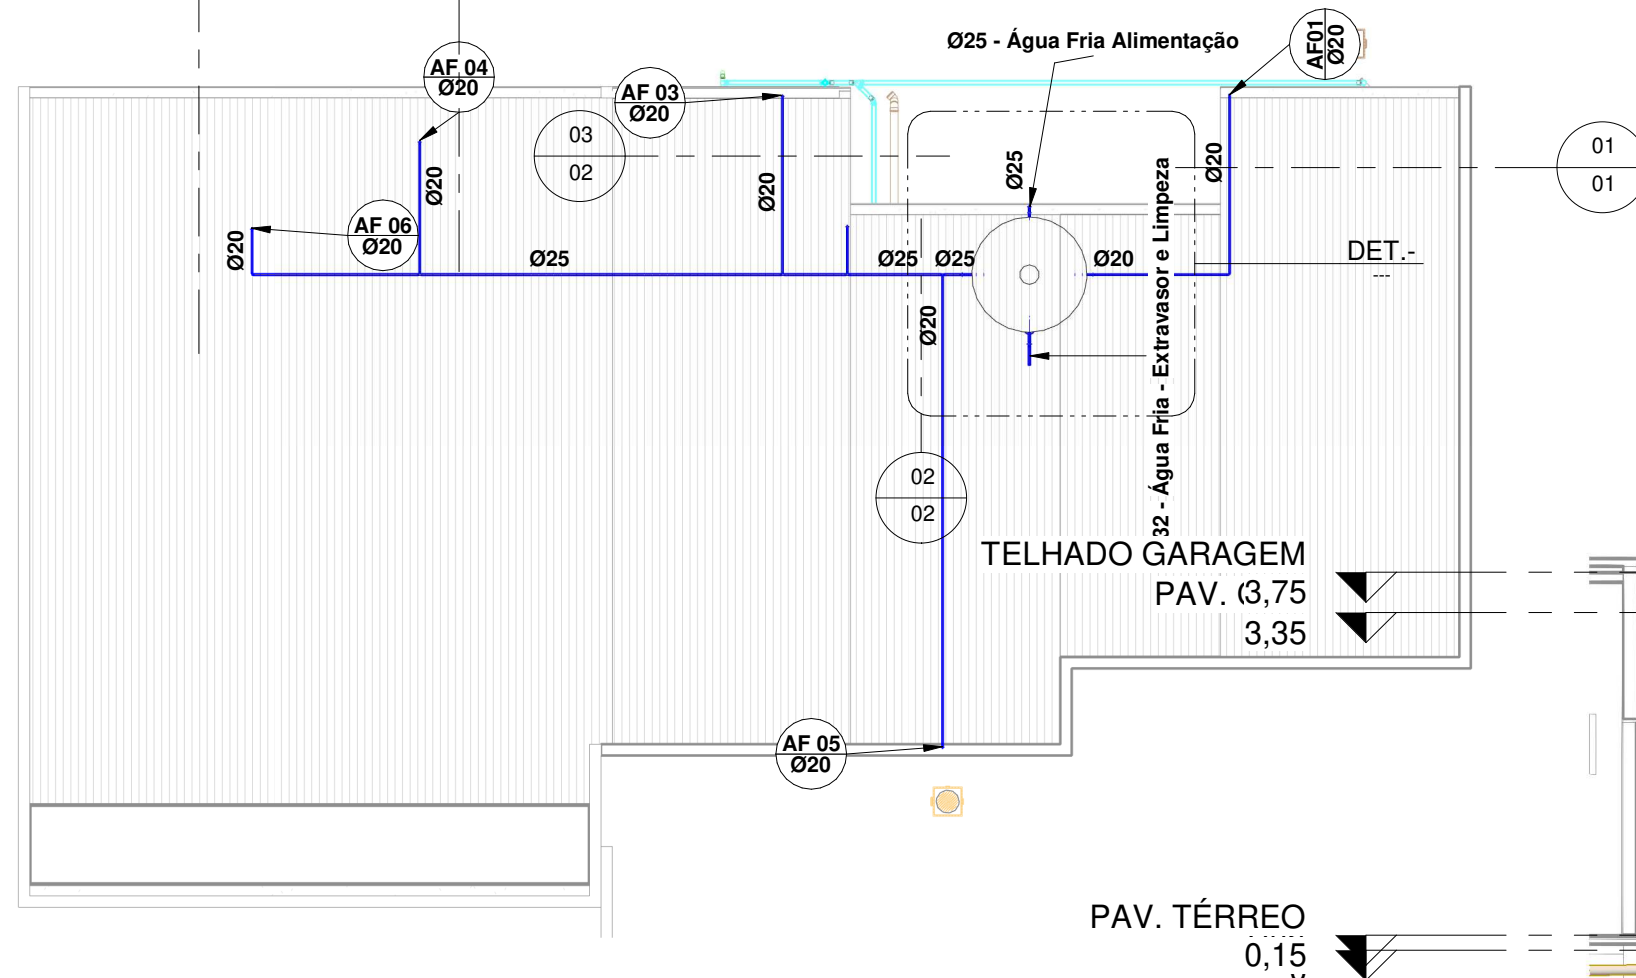 Ø25 - Água Fria Alimentação
AF01
Ø20
AF 04
Ø20
AF 03
Ø20
03
02
01
01
Ø25
Ø20
Ø20
Ø20
AF 06
Ø20
Ø20
Ø25
Ø25
Ø25
Ø20
DET.-
---
Ø20
32 - Água Fria - Extravasor e Limpeza
02
02
TELHADO GARAGEM
PAV.
3,75
3,35
AF 05
Ø20
PAV. TÉRREO
0,15